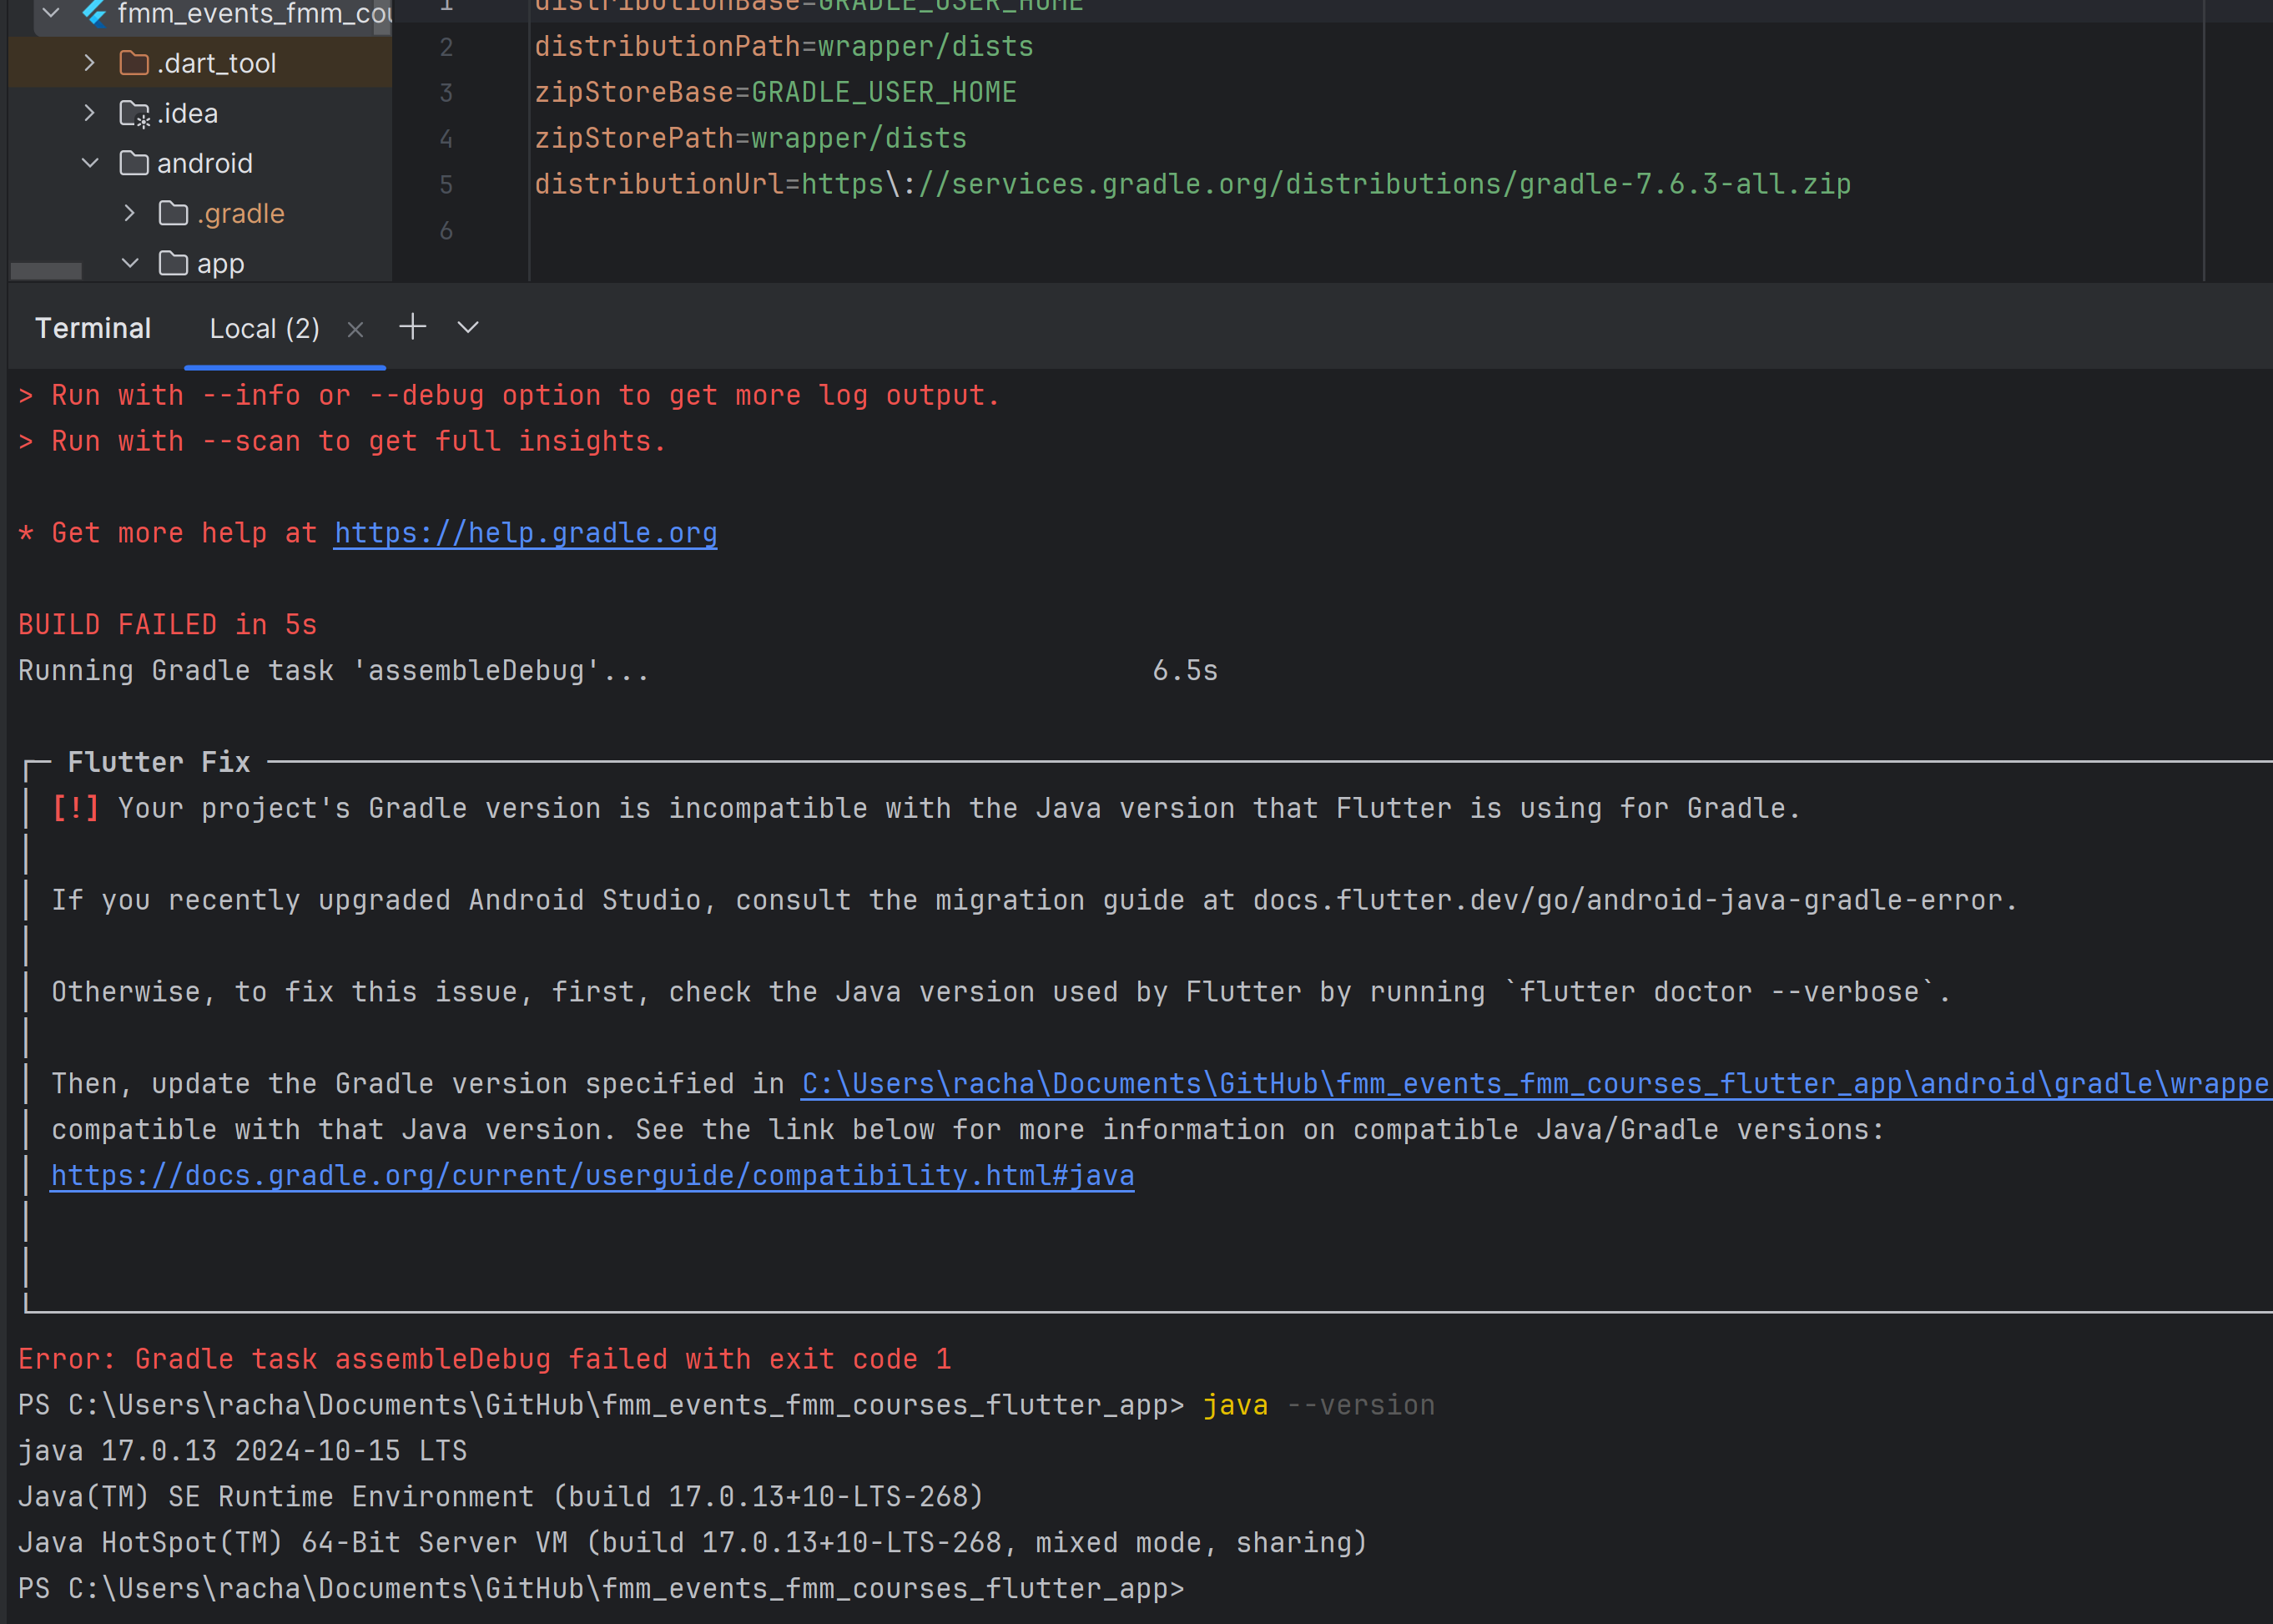 fmm_events_fmm_cou
.dart_tool
.idea
android
.gradle
app
1 distributionBase=GRADLE_USER_HOME
2 distributionPath=wrapper/dists
3 zipStoreBase=GRADLE_USER_HOME
4 zipStorePath=wrapper/dists
5 distributionUrl=https\://services.gradle.org/distributions/gradle-7.6.3-all.zip
6
Terminal Local (2)
> Run with --info or --debug option to get more log output.
> Run with --scan to get full insights.
* Get more help at https://help.gradle.org
BUILD FAILED in 5s
Running Gradle task 'assembleDebug'... 6.5s
Flutter Fix
[!] Your project's Gradle version is incompatible with the Java version that Flutter is using for Gradle.
If you recently upgraded Android Studio, consult the migration guide at docs.flutter.dev/go/android-java-gradle-error.
Otherwise, to fix this issue, first, check the Java version used by Flutter by running `flutter doctor --verbose`.
Then, update the Gradle version specified in C:\Users\racha\Documents\GitHub\fmm_events_fmm_courses_flutter_app\android\gradle\wrappe
compatible with that Java version. See the link below for more information on compatible Java/Gradle versions:
https://docs.gradle.org/current/userguide/compatibility.html#java
Error: Gradle task assembleDebug failed with exit code 1
PS C:\Users\racha\Documents\GitHub\fmm_events_fmm_courses_flutter_app> java --version
java 17.0.13 2024-10-15 LTS
Java(TM) SE Runtime Environment (build 17.0.13+10-LTS-268)
Java HotSpot(TM) 64-Bit Server VM (build 17.0.13+10-LTS-268, mixed mode, sharing)
PS C:\Users\racha\Documents\GitHub\fmm_events_fmm_courses_flutter_app>